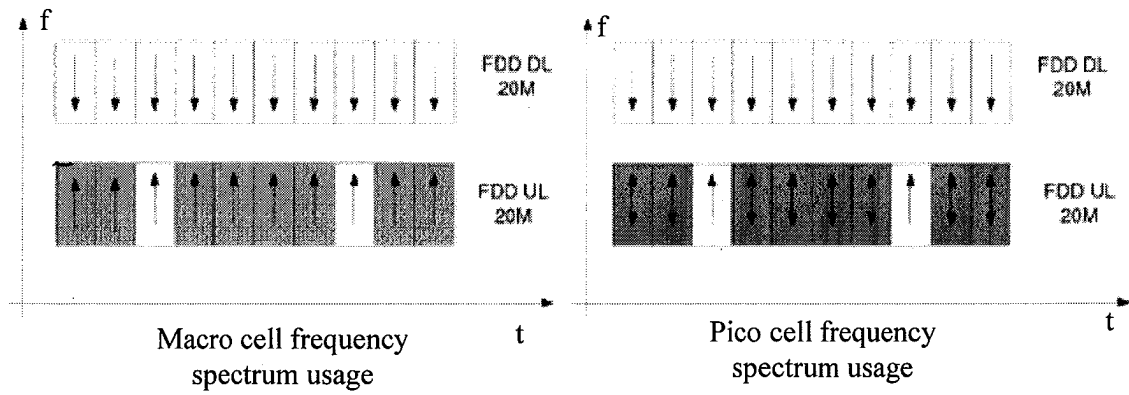 f
FDD DL
20M
FDD UL
20M
t
Macro cell frequency
spectrum usage
f
FDD DL
20M
FDD UL
20M
t
Pico cell frequency
spectrum usage